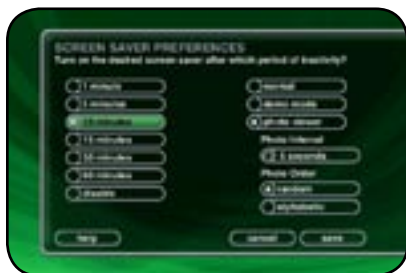 SCREEN SAVER PREFERENCES
Turn on the desired screen saver after which period of inactivity?
1 minute
5 minutes
10 minutes
15 minutes
30 minutes
60 minutes
disable
normal
demo mode
photo viewer
Photo Interval
5 seconds
Photo Order
random
alphabetic
help
cancel
save